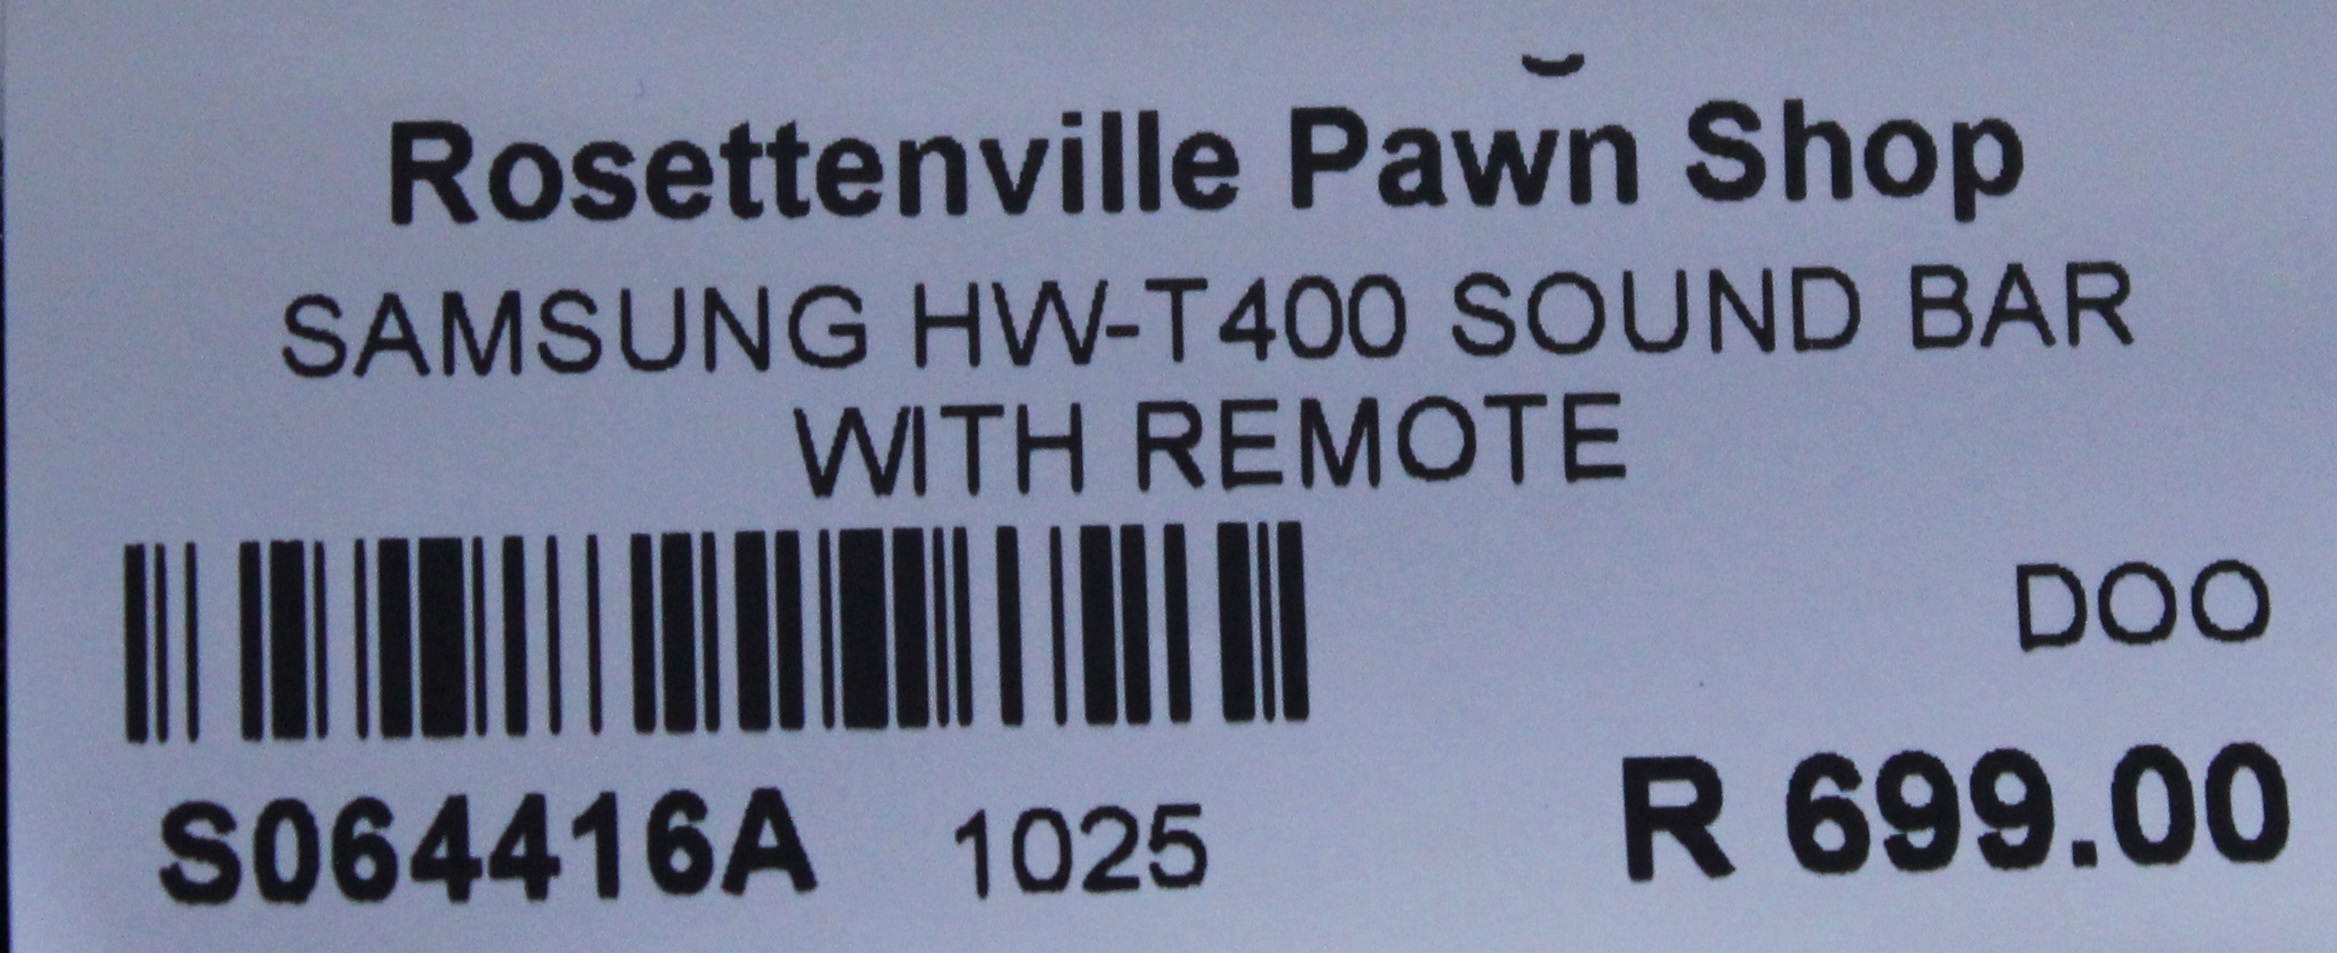 Rosettenville Pawn Shop
SAMSUNG HW-T400 SOUND BAR
WITH REMOTE
DOO
S064416A 1025 R 699.00